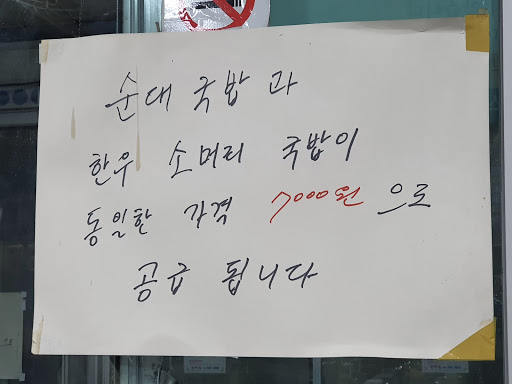 순대 국밥 과
한우 소머리 국밥이
동일한 가격 7000원 으로
공급 됩니다